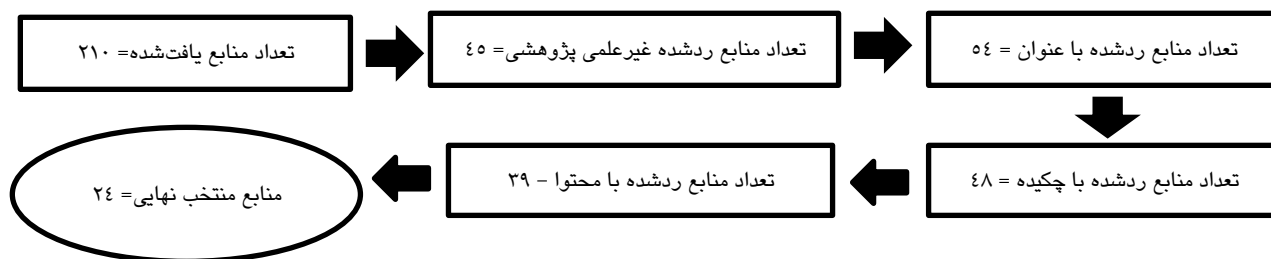 تعداد منابع یافت‌شده= ۲۱۰
تعداد منابع ردشده غیرعلمی پژوهشی= ٤٥
تعداد منابع ردشده با عنوان = ٥٤
تعداد منابع ردشده با چکیده = ٤٨
تعداد منابع ردشده با محتوا - ۳۹
منابع منتخب نهایی= ٢٤